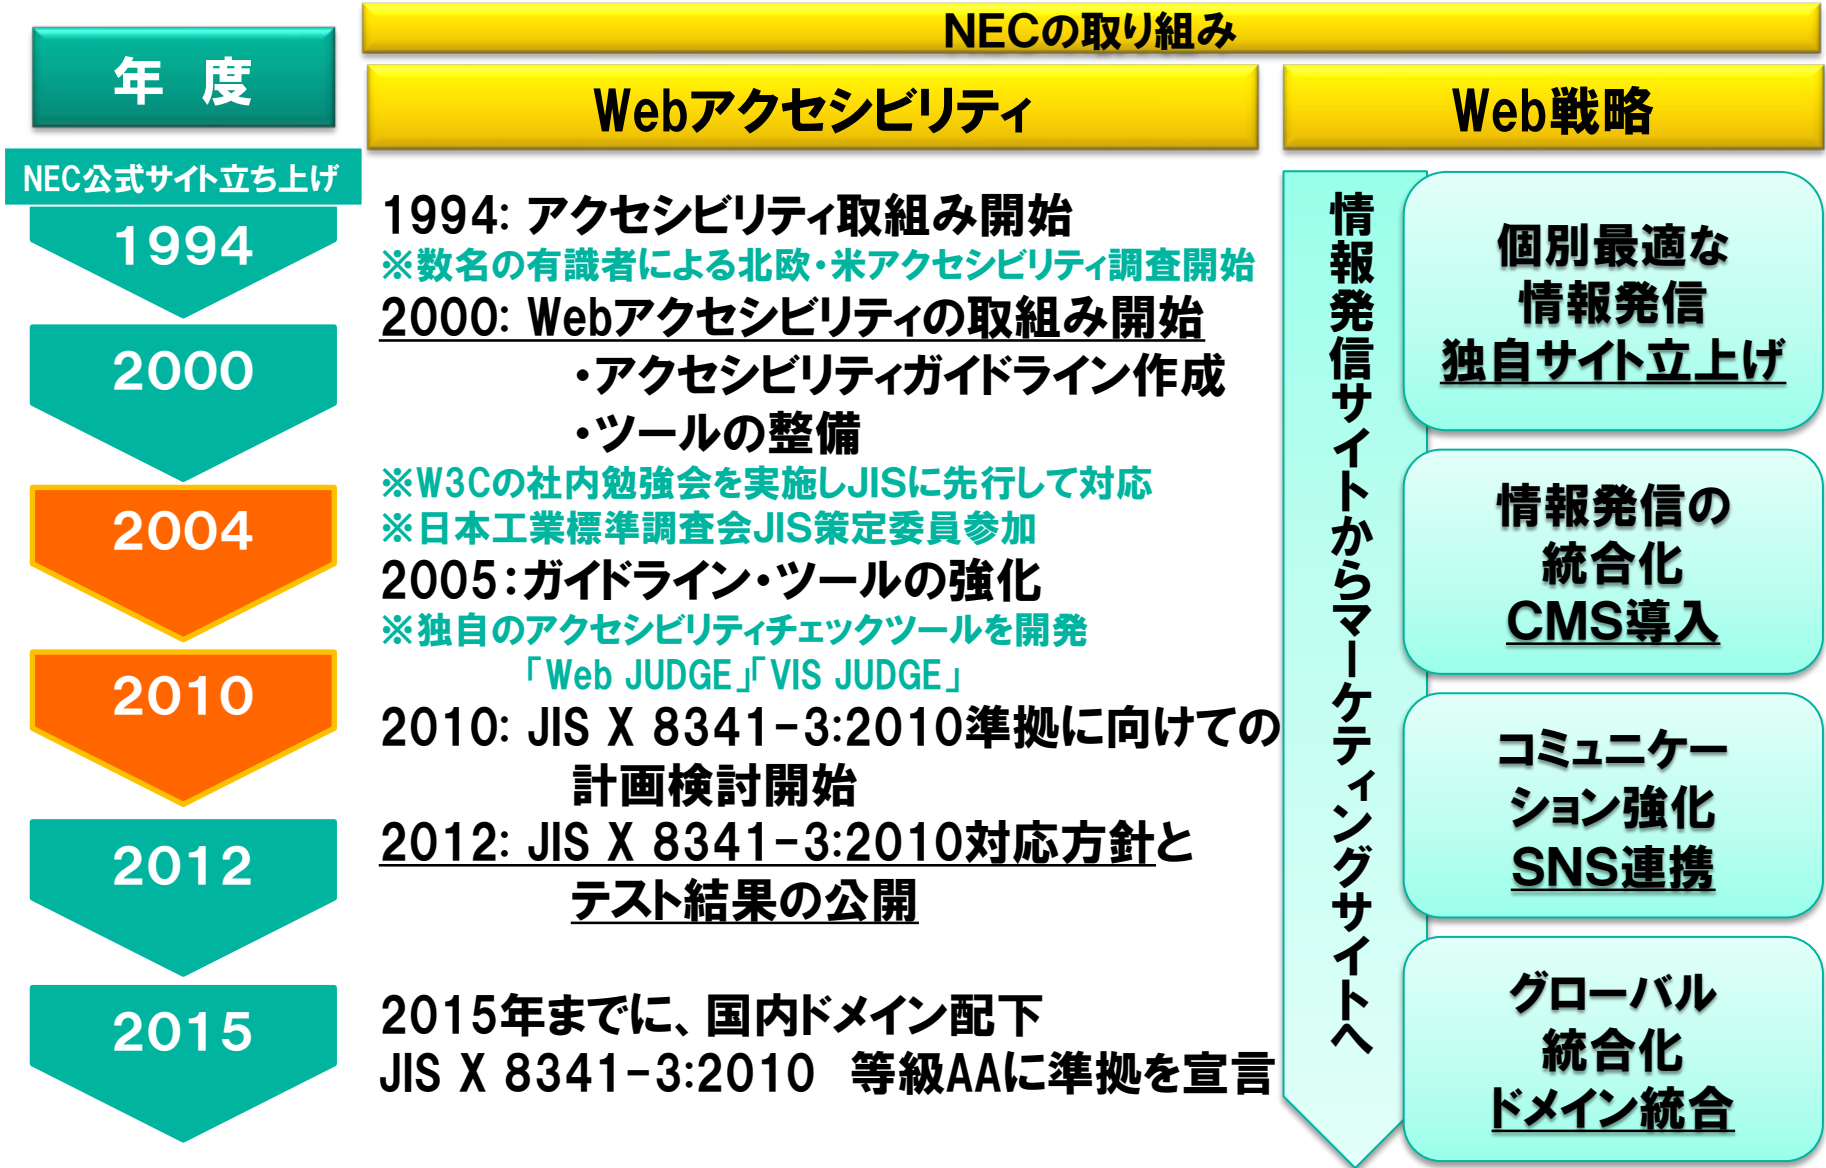 年 度
NECの取り組み
Webアクセシビリティ
Web戦略
NEC公式サイト立ち上げ
1994
2000
2004
2010
2012
2015
1994: アクセシビリティ取組み開始
※数名の有識者による北欧・米アクセシビリティ調査開始
2000: Webアクセシビリティの取組み開始
・アクセシビリティガイドライン作成
・ツールの整備
※W3Cの社内勉強会を実施しJISに先行して対応
※日本工業標準調査会JIS策定委員参加
2005：ガイドライン・ツールの強化
※独自のアクセシビリティチェックツールを開発
「Web JUDGE」「VIS JUDGE」
2010: JIS X 8341-3:2010準拠に向けての
計画検討開始
2012: JIS X 8341-3:2010対応方針と
テスト結果の公開
2015年までに、国内ドメイン配下
JIS X 8341-3:2010　等級AAに準拠を宣言
情報発信サイトからマーケティングサイトへ
個別最適な
情報発信
独自サイト立上げ
情報発信の
統合化
CMS導入
コミュニケー
ション強化
SNS連携
グローバル
統合化
ドメイン統合